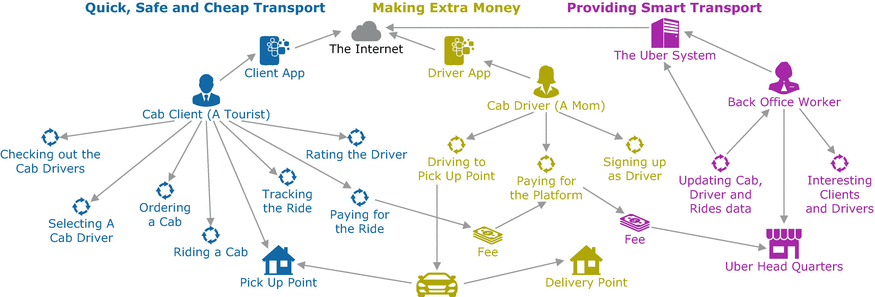 Quick, Safe and Cheap Transport
Making Extra Money
Providing Smart Transport
The Internet
The Uber System
Client App
Driver App
Cab Client (A Tourist)
Cab Driver (A Mom)
Back Office Worker
Checking out the
Cab Drivers
Rating the Driver
Driving to
Pick Up Point
Signing up
as Driver
Selecting A
Cab Driver
Ordering
a Cab
Tracking
the Ride
Paying for
the Ride
Paying for
the Platform
Updating Cab,
Driver and
Rides data
Interesting
Clients
and Drivers
Riding a Cab
Fee
Fee
Pick Up Point
Delivery Point
Uber Head Quarters